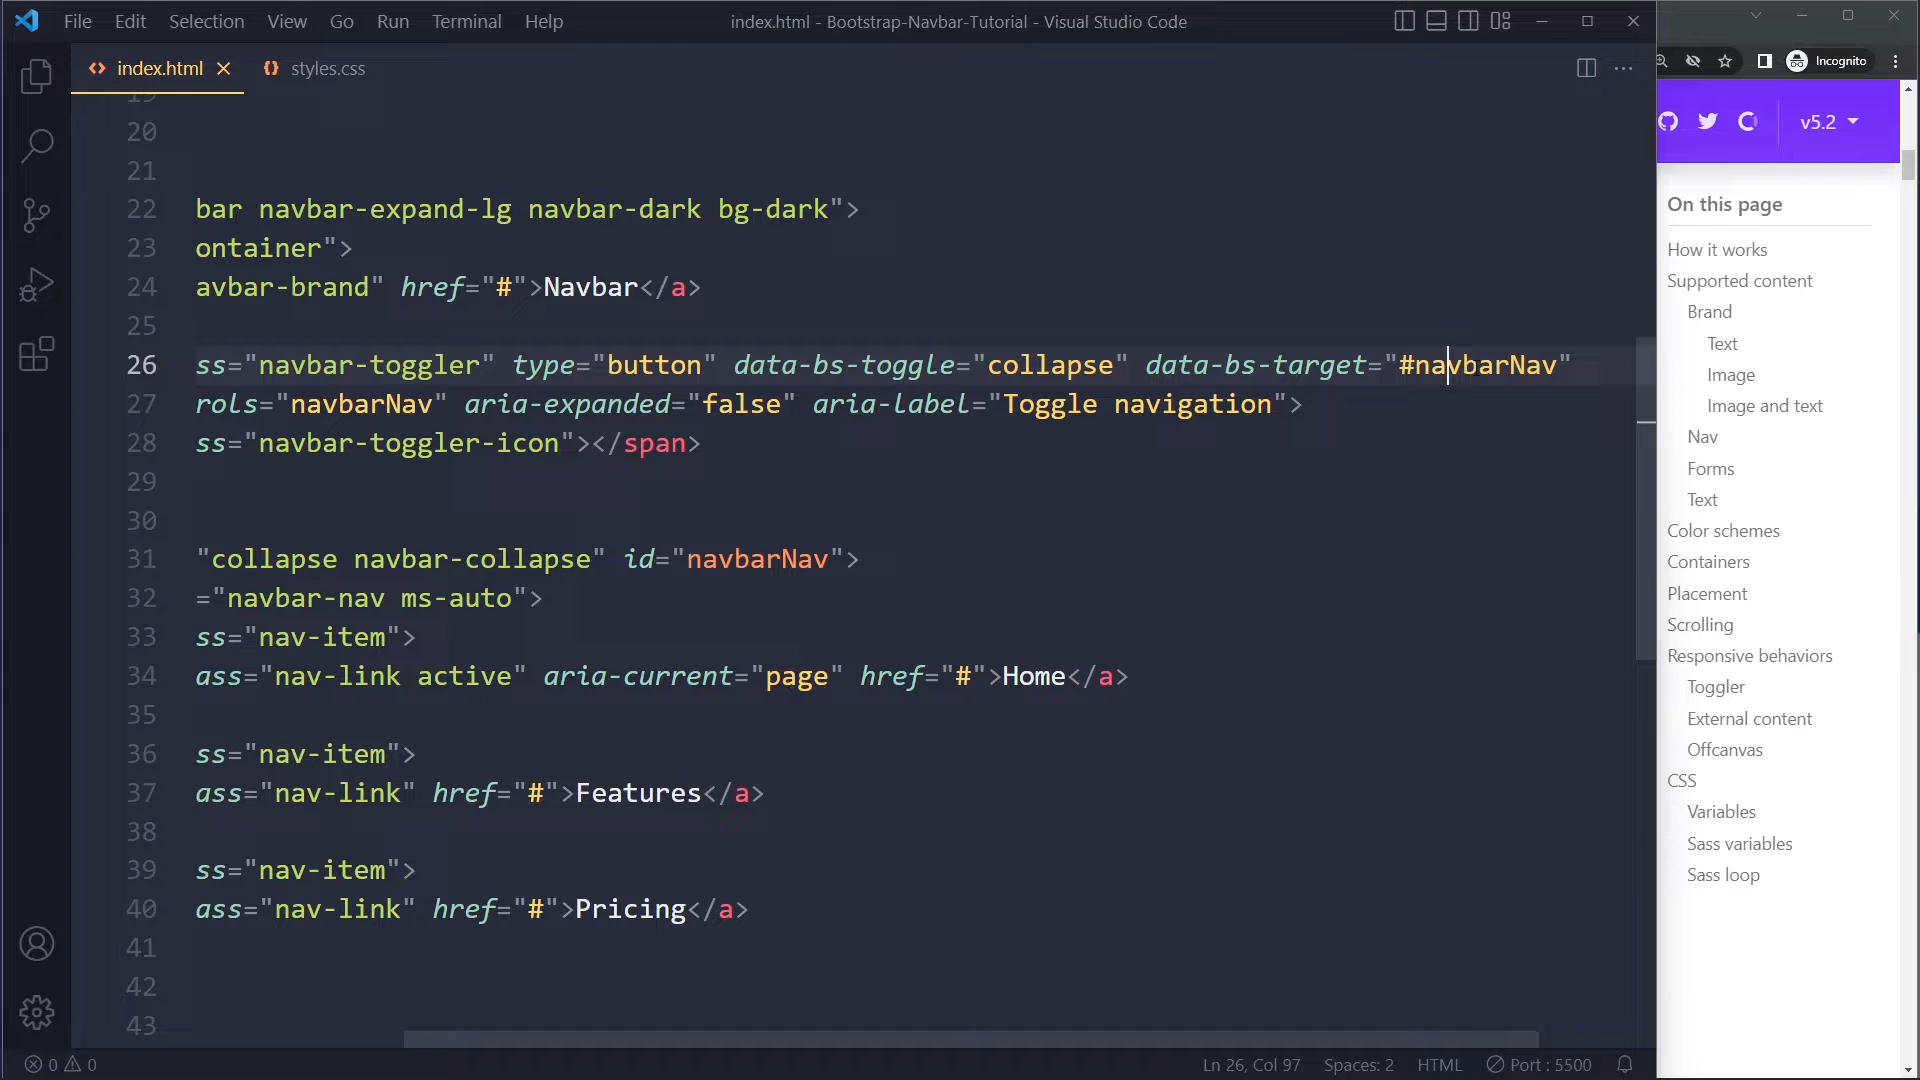 File Edit Selection View Go Run Terminal Help
index.html - Bootstrap-Navbar-Tutorial - Visual Studio Code
index.html
styles.css
Incognito
v5.2
20
21
22 bar navbar-expand-lg navbar-dark bg-dark">
23 ontainer">
24 avbar-brand" href="#">Navbar</a>
25
26 ss="navbar-toggler" type="button" data-bs-toggle="collapse" data-bs-target="#navbarNav"
27 rols="navbarNav" aria-expanded="false" aria-label="Toggle navigation">
28 ss="navbar-toggler-icon"></span>
29
30
31 "collapse navbar-collapse" id="navbarNav">
32 ="navbar-nav ms-auto">
33 ss="nav-item">
34 ass="nav-link active" aria-current="page" href="#">Home</a>
35
36 ss="nav-item">
37 ass="nav-link" href="#">Features</a>
38
39 ss="nav-item">
40 ass="nav-link" href="#">Pricing</a>
41
42
43
On this page
How it works
Supported content
Brand
Text
Image
Image and text
Nav
Forms
Text
Color schemes
Containers
Placement
Scrolling
Responsive behaviors
Toggler
External content
Offcanvas
CSS
Variables
Sass variables
Sass loop
0 0
Ln 26, Col 97 Spaces: 2 HTML Port : 5500